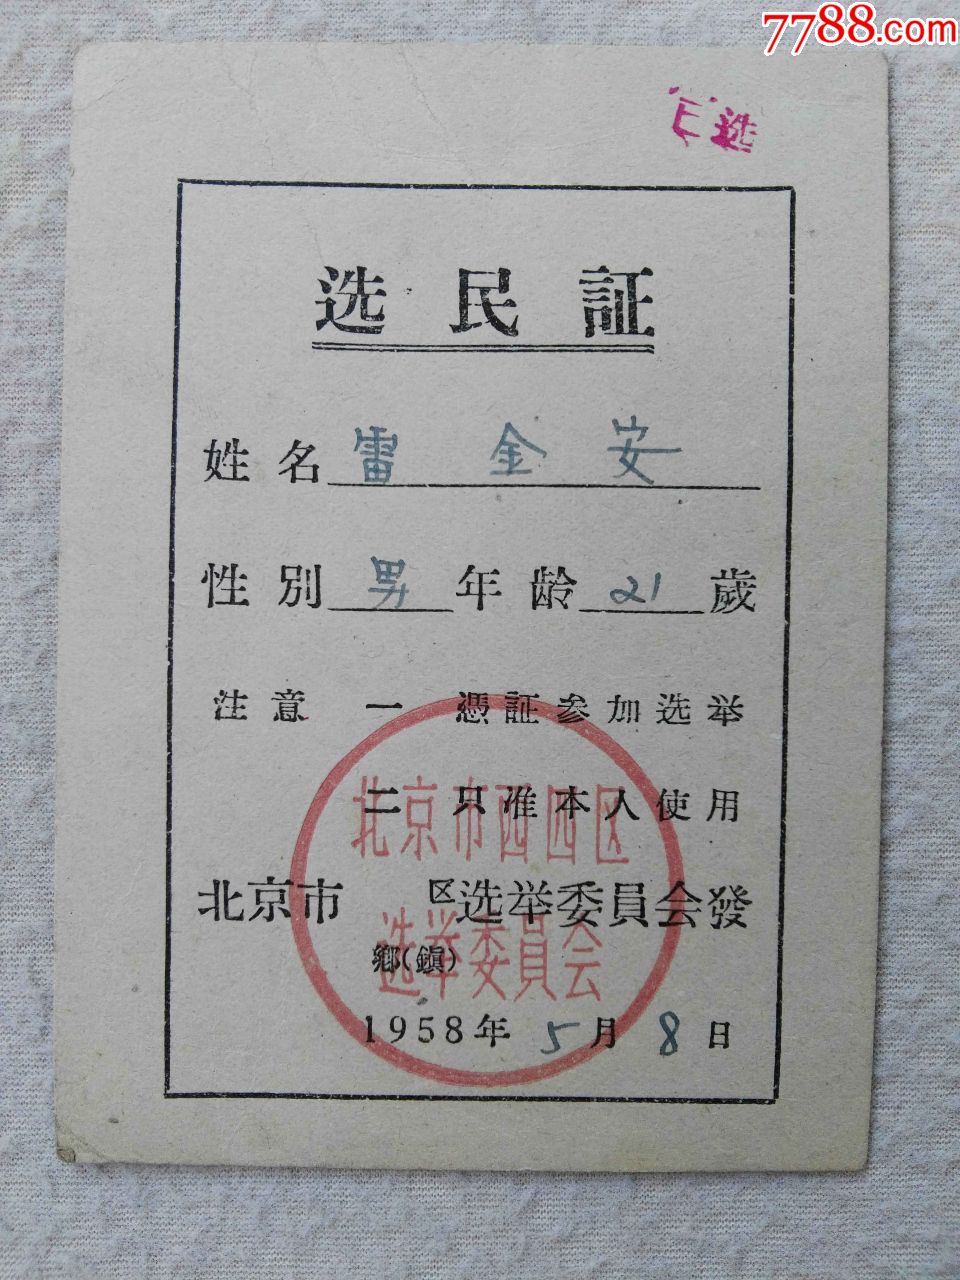 7788.com
已选
选民証
姓名 雷金安
性別 男 年龄 21 歲
注意 一 憑証参加选举
二 只准本人使用
北京市 区选举委員会發
鄉(鎮)
北京市西四区
选举委員会
1958年5月8日